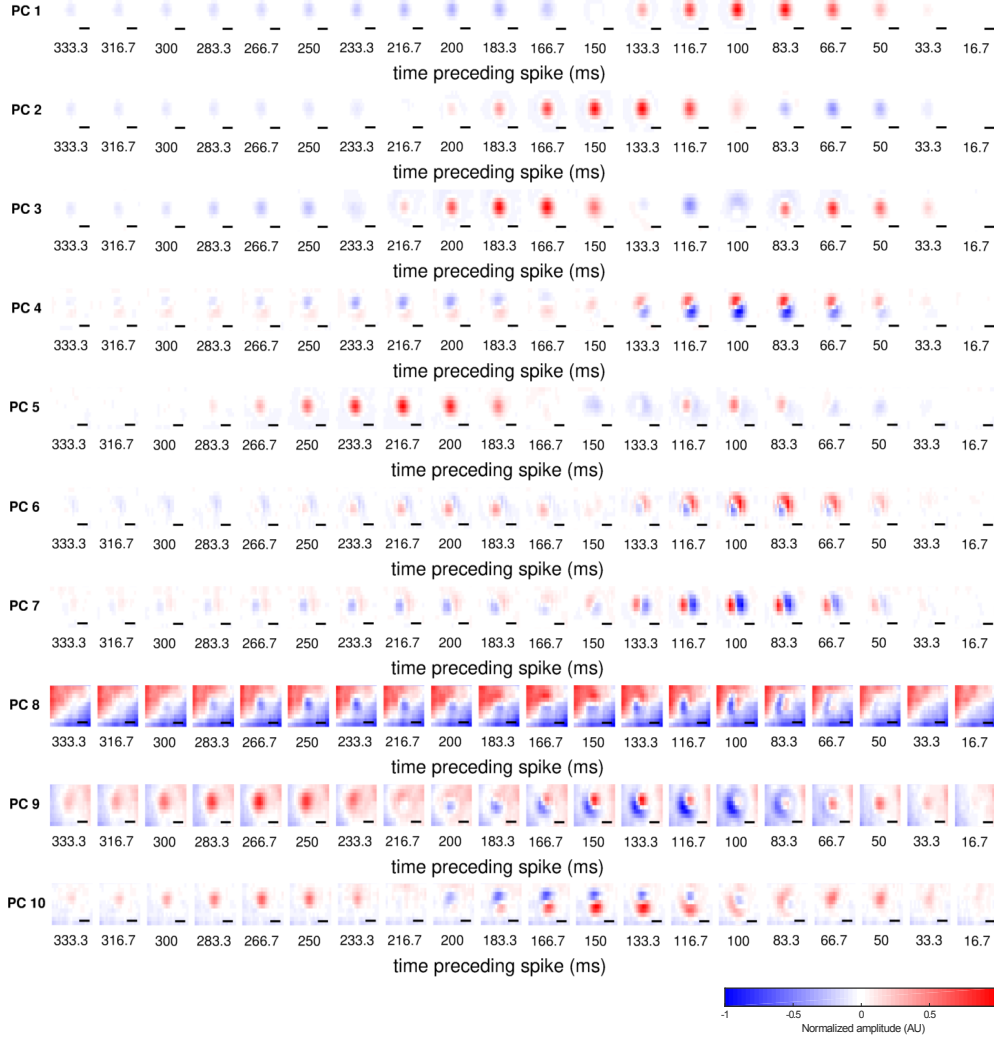 PC 1
333.3 316.7 300 283.3 266.7 250 233.3 216.7 200 183.3 166.7 150 133.3 116.7 100 83.3 66.7 50 33.3 16.7
time preceding spike (ms)
PC 2
333.3 316.7 300 283.3 266.7 250 233.3 216.7 200 183.3 166.7 150 133.3 116.7 100 83.3 66.7 50 33.3 16.7
time preceding spike (ms)
PC 3
333.3 316.7 300 283.3 266.7 250 233.3 216.7 200 183.3 166.7 150 133.3 116.7 100 83.3 66.7 50 33.3 16.7
time preceding spike (ms)
PC 4
333.3 316.7 300 283.3 266.7 250 233.3 216.7 200 183.3 166.7 150 133.3 116.7 100 83.3 66.7 50 33.3 16.7
time preceding spike (ms)
PC 5
333.3 316.7 300 283.3 266.7 250 233.3 216.7 200 183.3 166.7 150 133.3 116.7 100 83.3 66.7 50 33.3 16.7
time preceding spike (ms)
PC 6
333.3 316.7 300 283.3 266.7 250 233.3 216.7 200 183.3 166.7 150 133.3 116.7 100 83.3 66.7 50 33.3 16.7
time preceding spike (ms)
PC 7
333.3 316.7 300 283.3 266.7 250 233.3 216.7 200 183.3 166.7 150 133.3 116.7 100 83.3 66.7 50 33.3 16.7
time preceding spike (ms)
PC 8
333.3 316.7 300 283.3 266.7 250 233.3 216.7 200 183.3 166.7 150 133.3 116.7 100 83.3 66.7 50 33.3 16.7
time preceding spike (ms)
PC 9
333.3 316.7 300 283.3 266.7 250 233.3 216.7 200 183.3 166.7 150 133.3 116.7 100 83.3 66.7 50 33.3 16.7
time preceding spike (ms)
PC 10
333.3 316.7 300 283.3 266.7 250 233.3 216.7 200 183.3 166.7 150 133.3 116.7 100 83.3 66.7 50 33.3 16.7
time preceding spike (ms)
-1 -0.5 0 0.5
Normalized amplitude (AU)